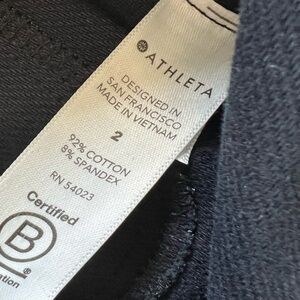 ATHLETA
DESIGNED IN
SAN FRANCISCO
MADE IN VIETNAM
2
92% COTTON
8% SPANDEX
RN 54023
Certified
B